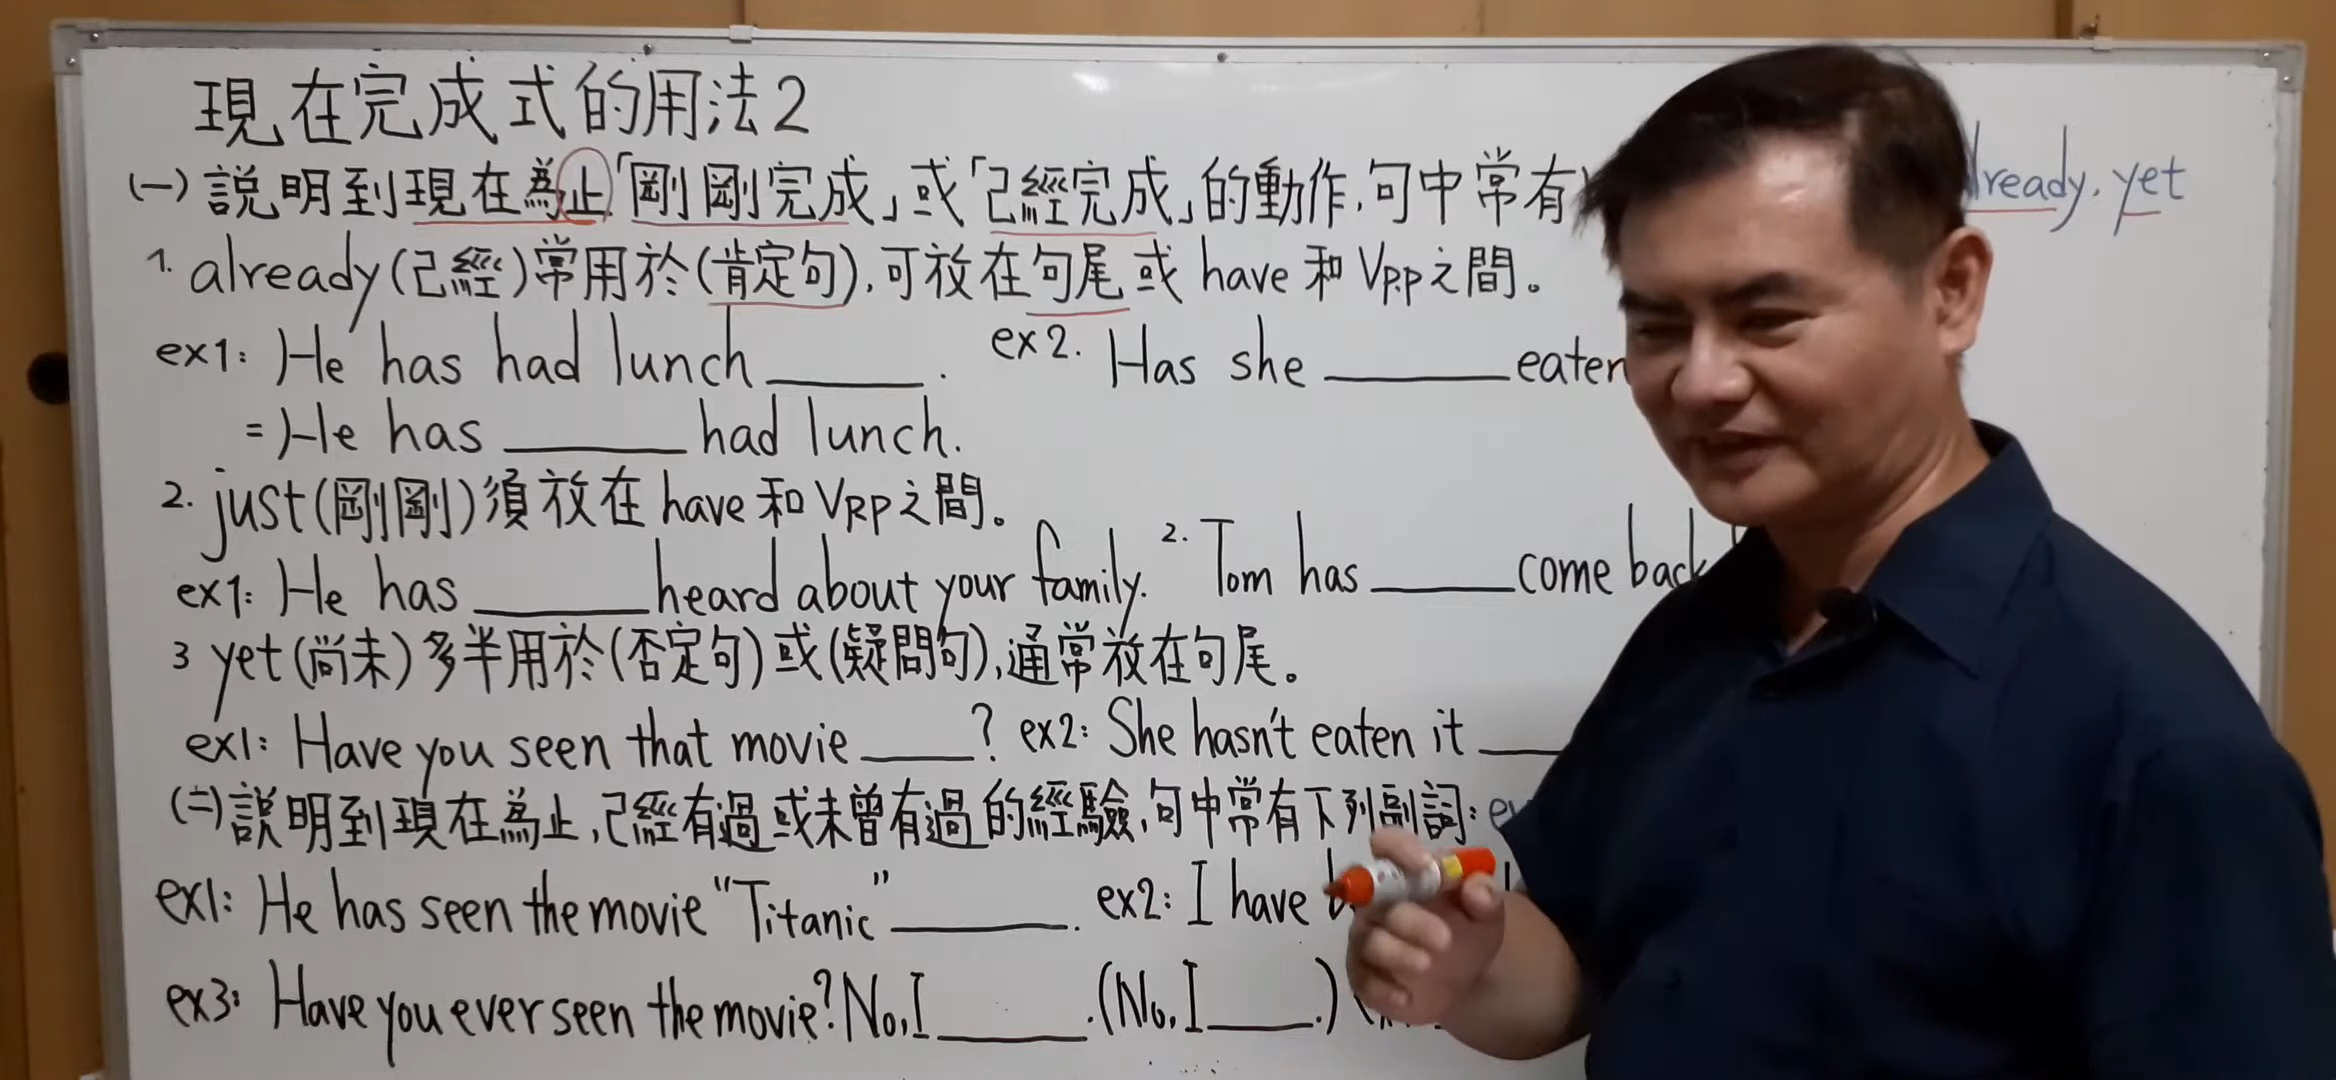 現在完成式的用法2
(一)說明到現在為止「剛剛完成」或「已經完成」的動作,句中常有 already, yet
1. already(已經)常用於(肯定句),可放在句尾或 have 和 Vp.p之間。
ex1: He has had lunch ______. ex2. Has she ______ eaten
= He has ______ had lunch.
2. just(剛剛)須放在 have 和 Vp.p之間。
ex1: He has ______ heard about your family. 2. Tom has ______ come back
3 yet(尚未)多半用於(否定句)或(疑問句),通常放在句尾。
ex1: Have you seen that movie ____? ex2: She hasn't eaten it ____
(二)說明到現在為止,已經有過或未曾有過的經驗,句中常有下列副詞:
ex1: He has seen the movie "Titanic" ______. ex2: I have
ex3: Have you ever seen the movie? No, I ______. (No, I ____.)